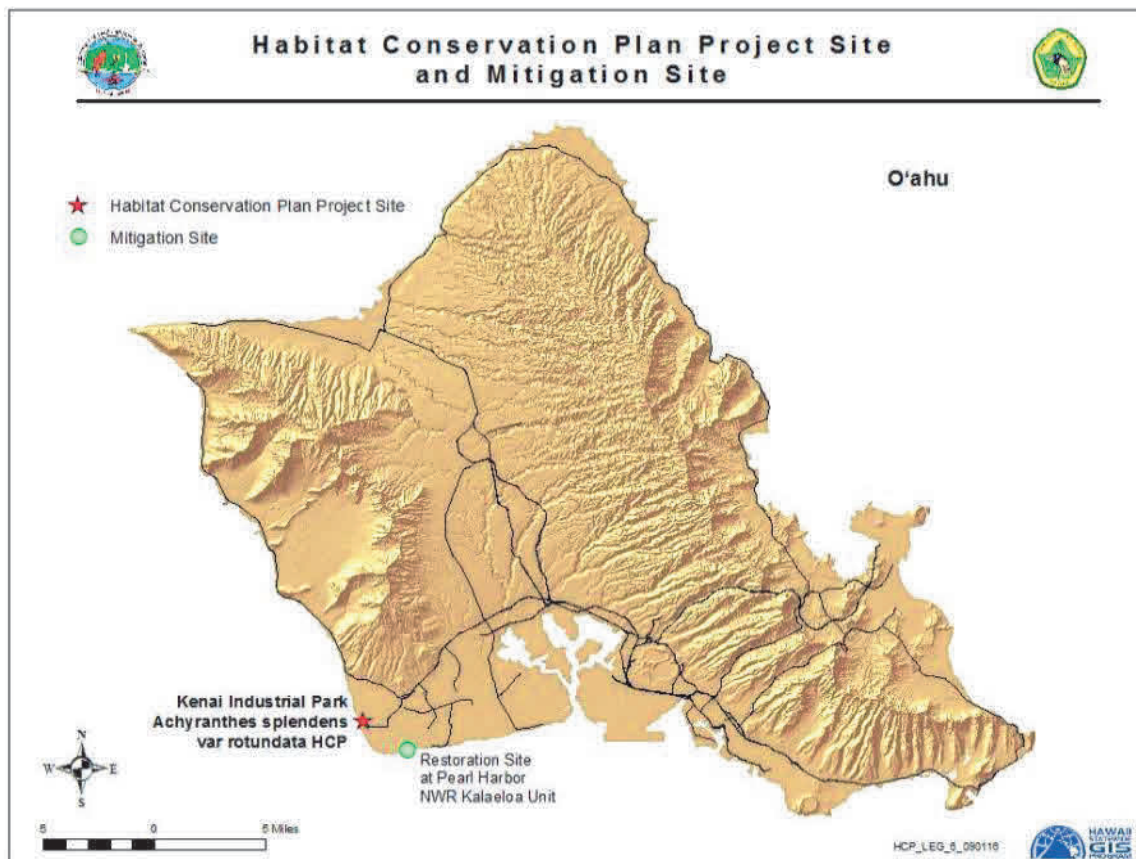 Habitat Conservation Plan Project Site
and Mitigation Site
O'ahu
Habitat Conservation Plan Project Site
Mitigation Site
Kenai Industrial Park
Achyranthes splendens
var rotundata HCP
Restoration Site
at Pearl Harbor
NWR Kalaeloa Unit
N
W E
S
5 0 5 Miles
HCP_LEG_6_090116
HAWAII
STATEWIDE
GIS
PROGRAM